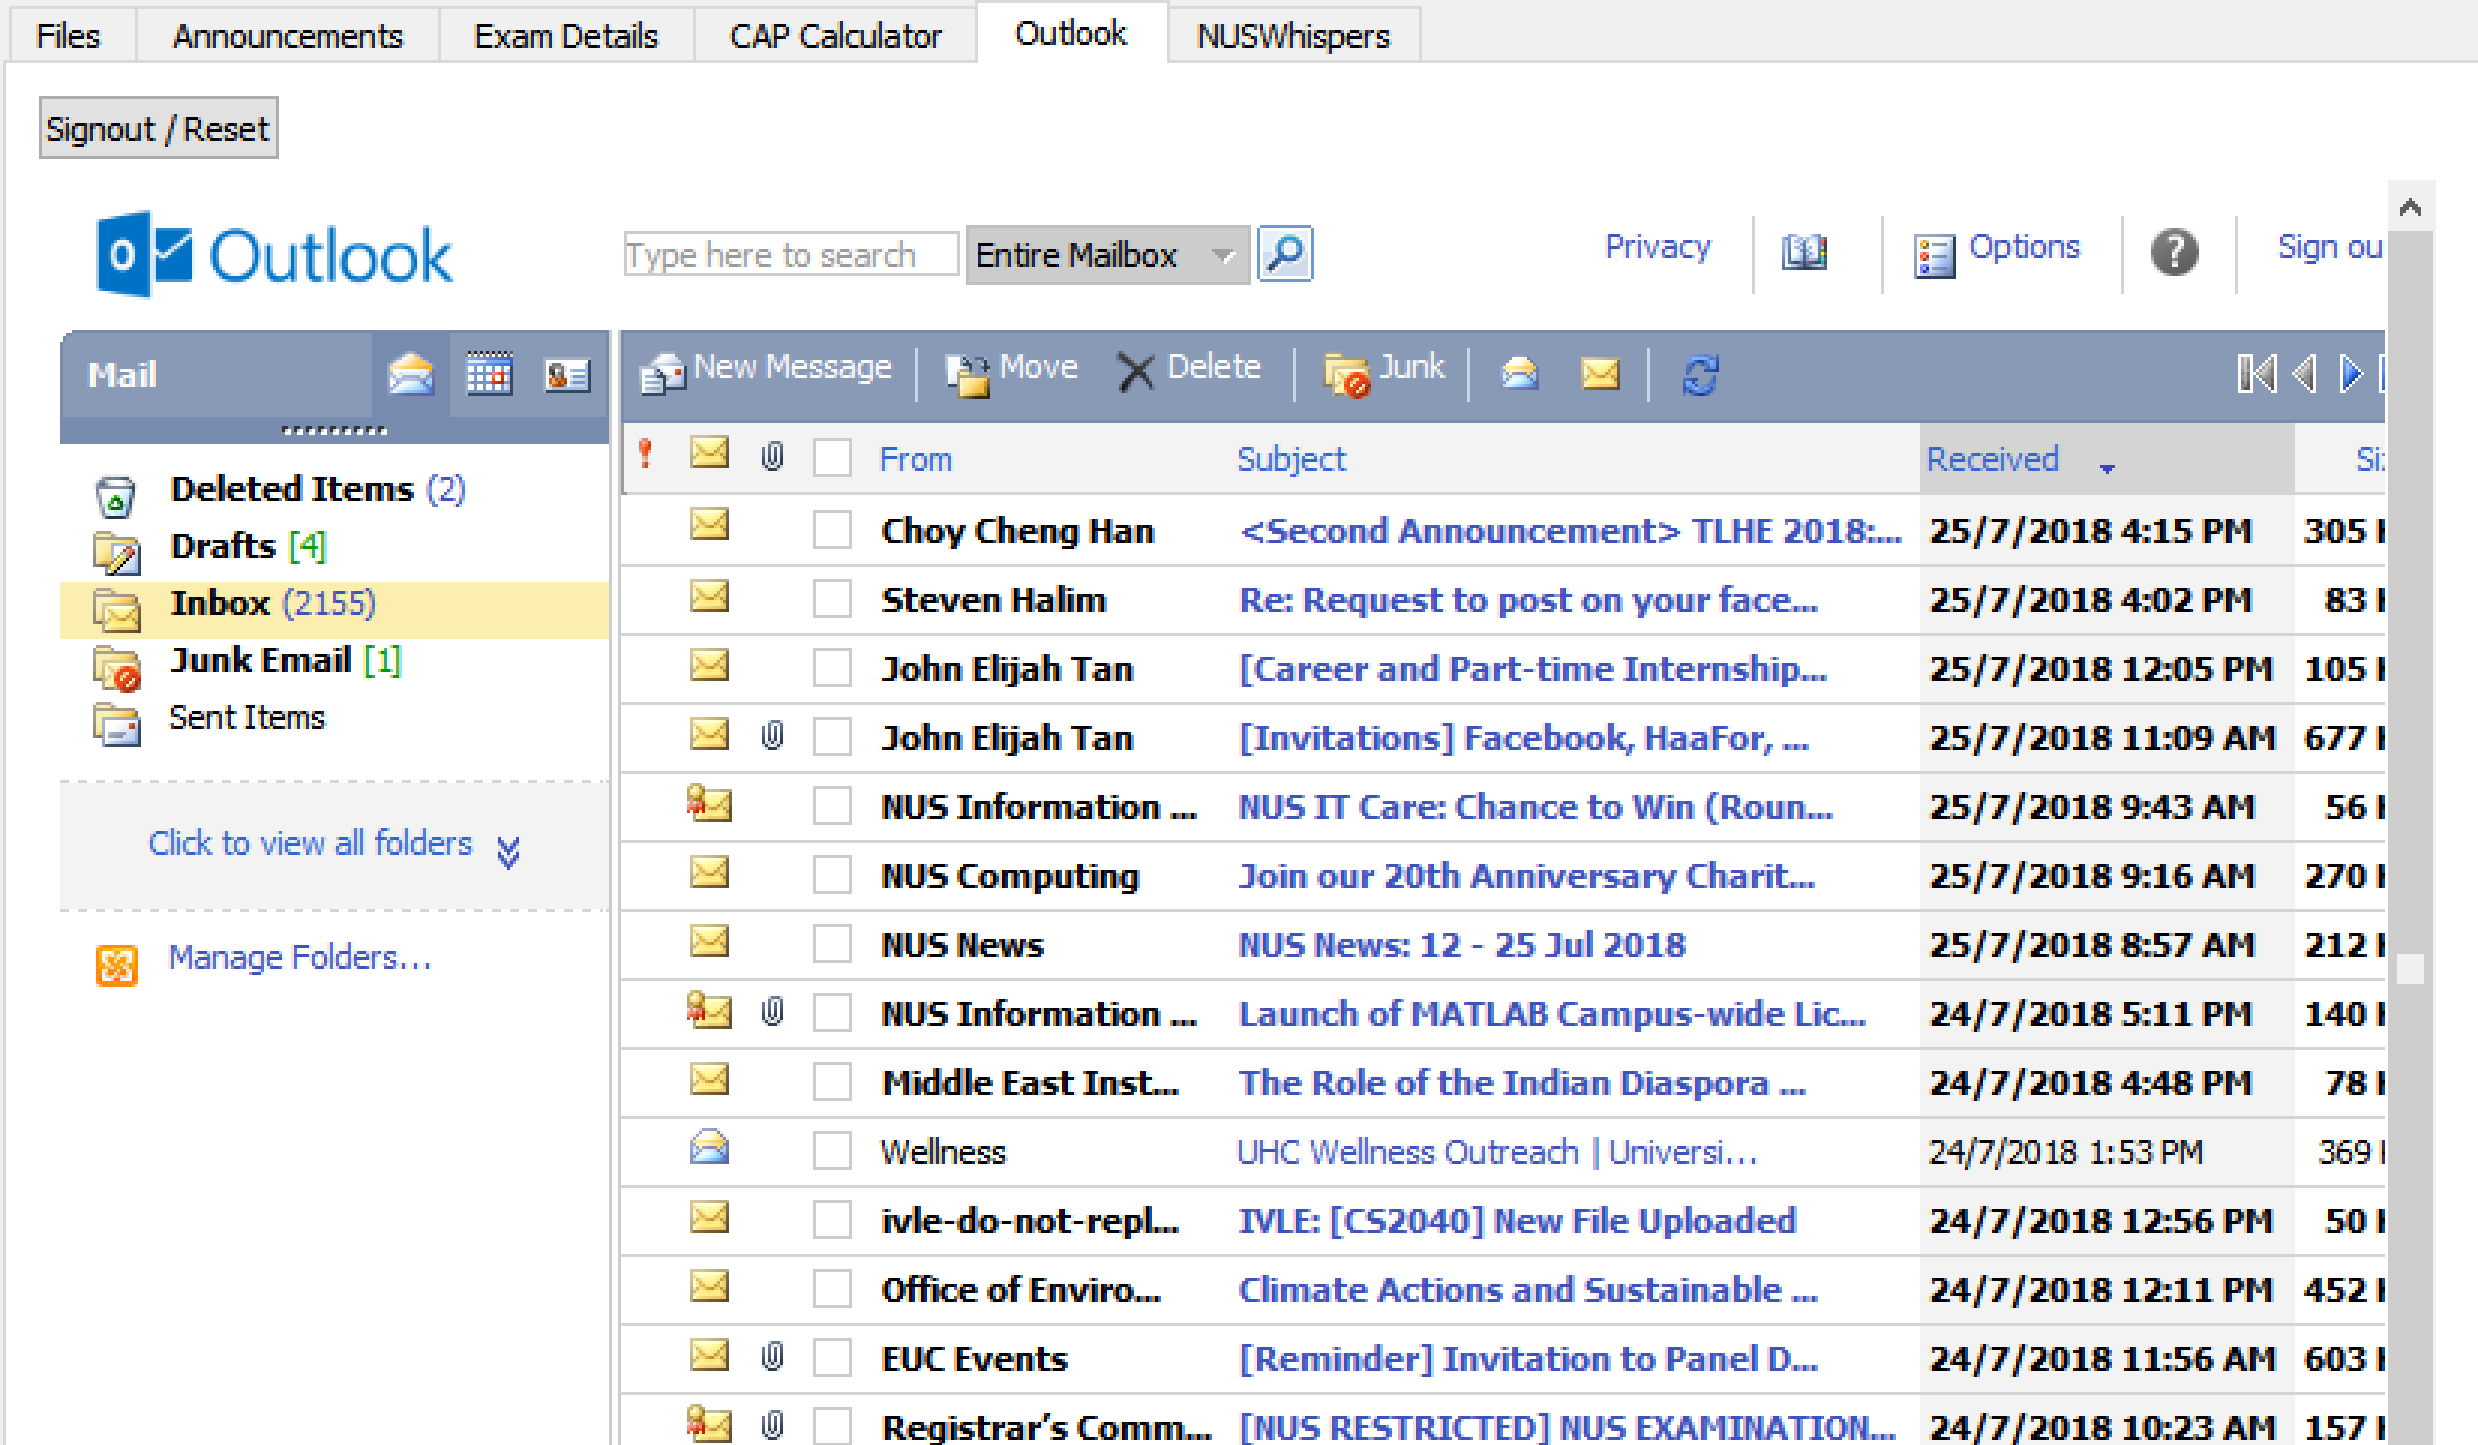 Files Announcements Exam Details CAP Calculator Outlook NUSWhispers
Signout / Reset
Outlook Type here to search Entire Mailbox Privacy Options ? Sign ou
Mail New Message Move Delete Junk
From Subject Received
Deleted Items (2)
Drafts [4]
Inbox (2155)
Junk Email [1]
Sent Items
Click to view all folders
Manage Folders...
Choy Cheng Han <Second Announcement> TLHE 2018:... 25/7/2018 4:15 PM 305
Steven Halim Re: Request to post on your face... 25/7/2018 4:02 PM 83
John Elijah Tan [Career and Part-time Internship... 25/7/2018 12:05 PM 105
John Elijah Tan [Invitations] Facebook, HaaFor, ... 25/7/2018 11:09 AM 677
NUS Information ... NUS IT Care: Chance to Win (Roun... 25/7/2018 9:43 AM 56
NUS Computing Join our 20th Anniversary Charit... 25/7/2018 9:16 AM 270
NUS News NUS News: 12 - 25 Jul 2018 25/7/2018 8:57 AM 212
NUS Information ... Launch of MATLAB Campus-wide Lic... 24/7/2018 5:11 PM 140
Middle East Inst... The Role of the Indian Diaspora ... 24/7/2018 4:48 PM 78
Wellness UHC Wellness Outreach | Universi... 24/7/2018 1:53 PM 369
ivle-do-not-repl... IVLE: [CS2040] New File Uploaded 24/7/2018 12:56 PM 50
Office of Enviro... Climate Actions and Sustainable ... 24/7/2018 12:11 PM 452
EUC Events [Reminder] Invitation to Panel D... 24/7/2018 11:56 AM 603
Registrar's Comm... [NUS RESTRICTED] NUS EXAMINATION... 24/7/2018 10:23 AM 157